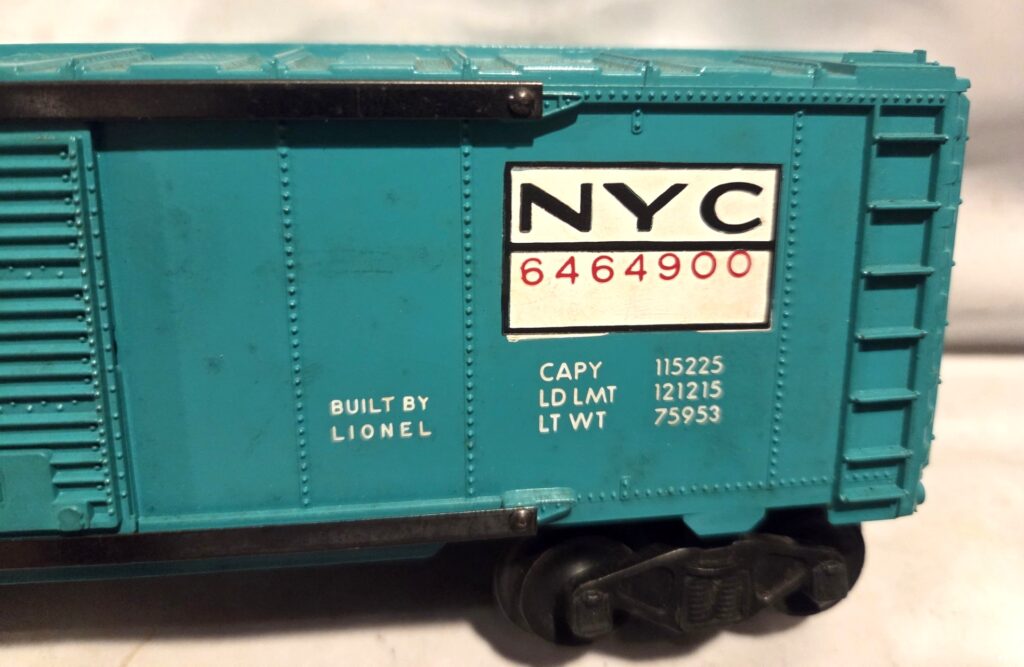 NYC
6464900
CAPY 115225
LD LMT 121215
LT WT 75953
BUILT BY
LIONEL